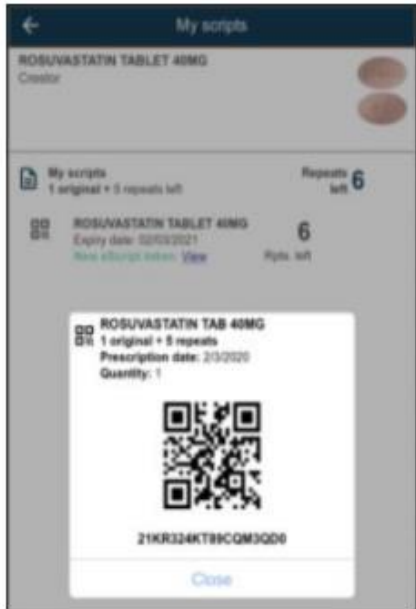 My scripts
ROSUVASTATIN TABLET 40MG
Crestor
My scripts
1 original + 5 repeats left
Repeats left 6
ROSUVASTATIN TABLET 40MG
Expiry date: 02/03/2021
New eScript token: View
6
Rpts. left
ROSUVASTATIN TAB 40MG
1 original + 5 repeats
Prescription date: 2/3/2020
Quantity: 1
21KR324KT89CQM3QD0
Close